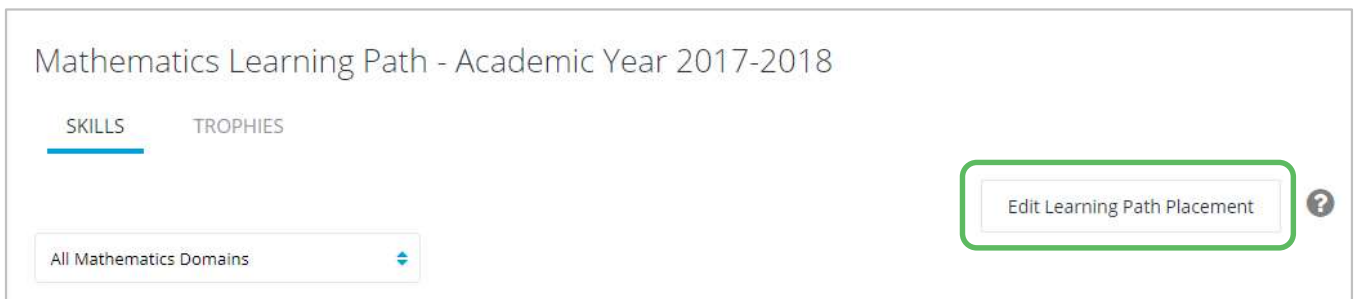 Mathematics Learning Path - Academic Year 2017-2018
SKILLS TROPHIES
Edit Learning Path Placement ?
All Mathematics Domains